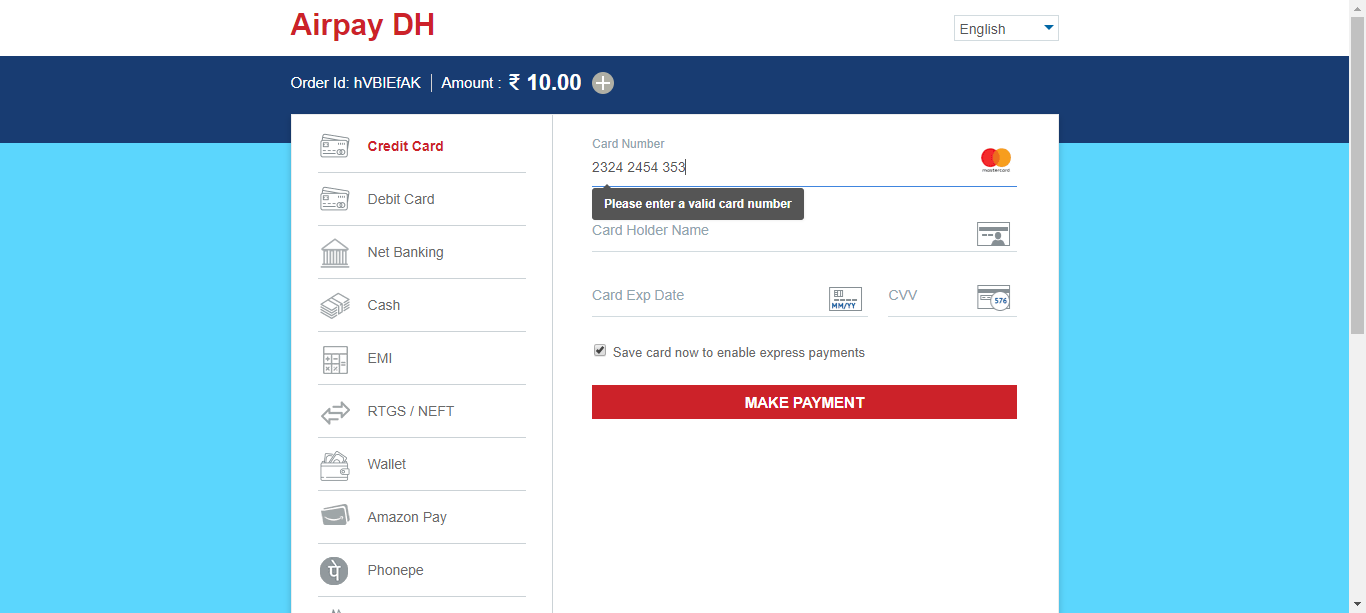 Airpay DH
English
Order Id: hVBIEfAK | Amount : ₹ 10.00
Credit Card
Debit Card
Net Banking
Cash
EMI
RTGS / NEFT
Wallet
Amazon Pay
Phonepe
Card Number
2324 2454 353
mastercard
Please enter a valid card number
Card Holder Name
Card Exp Date
MM/YY
CVV
576
Save card now to enable express payments
MAKE PAYMENT